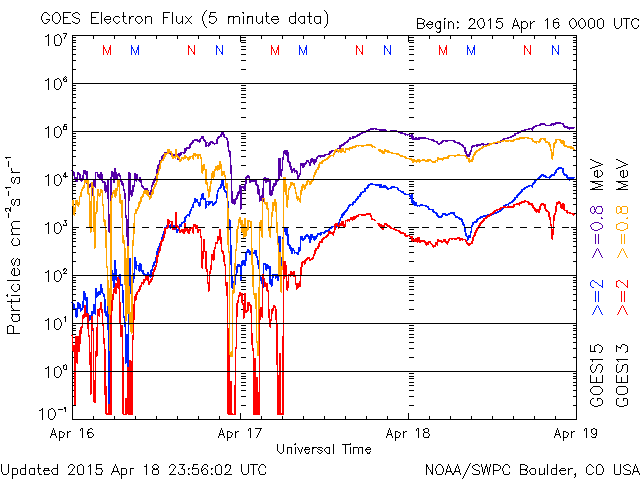 GOES Electron Flux (5 minute data)
Begin: 2015 Apr 16 0000 UTC
M M N N M M N N M M N N
10⁷
10⁶
10⁵
10⁴
10³
10²
10¹
10⁰
10⁻¹
Particles cm⁻²s⁻¹sr⁻¹
Apr 16 Apr 17 Apr 18 Apr 19
Universal Time
GOES15 >=2 >=0.8 MeV
GOES13 >=2 >=0.8 MeV
Updated 2015 Apr 18 23:56:02 UTC
NOAA/SWPC Boulder, CO USA